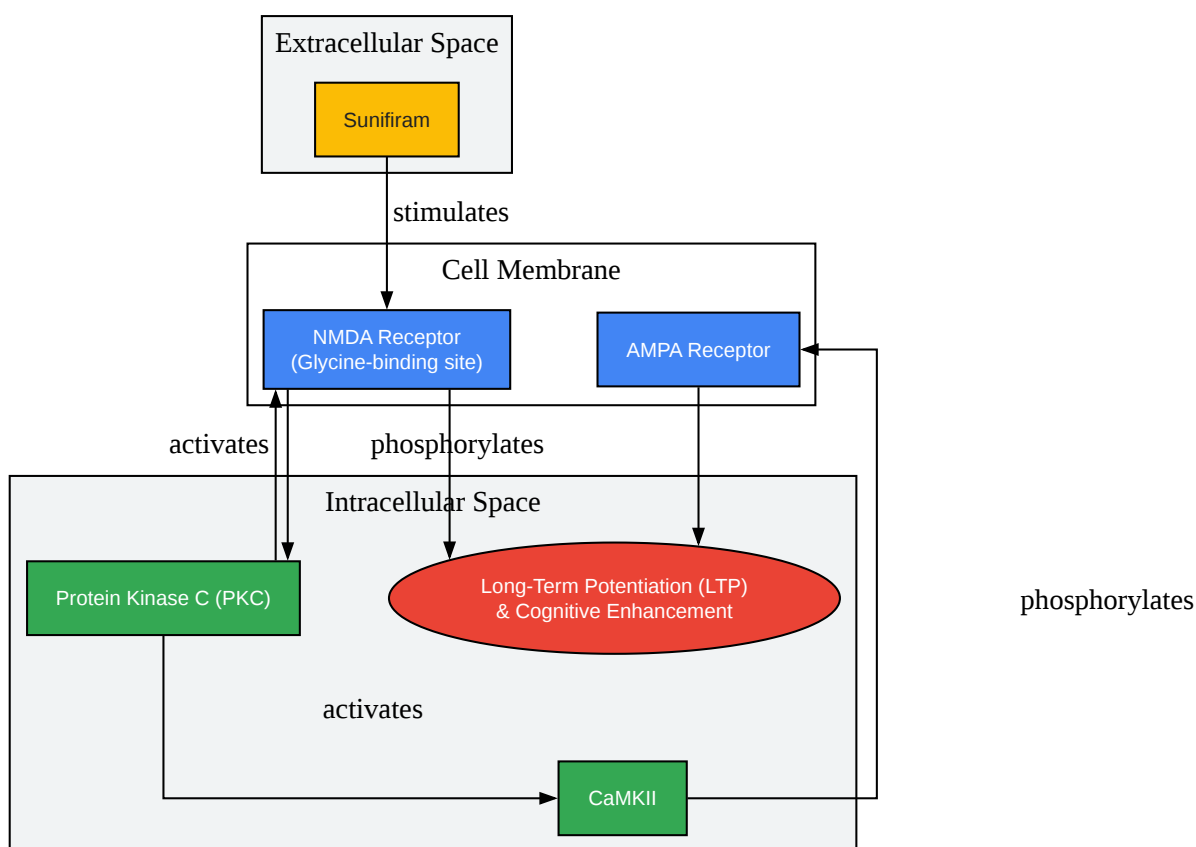 Extracellular Space
Sunifiram
stimulates
Cell Membrane
NMDA Receptor
(Glycine-binding site)
AMPA Receptor
activates
phosphorylates
Intracellular Space
Protein Kinase C (PKC)
Long-Term Potentiation (LTP)
& Cognitive Enhancement
phosphorylates
activates
CaMKII